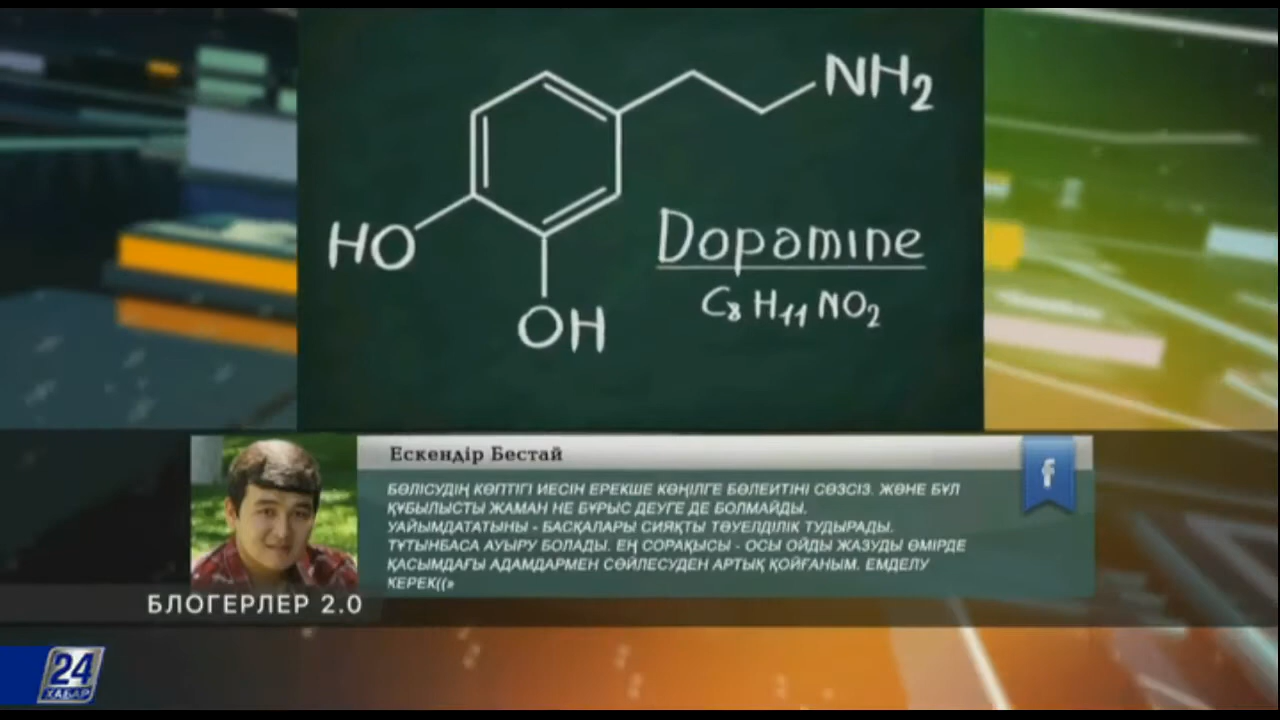 NH2
HO
OH
Dopamine
C8 H11 NO2
Ескендір Бестай
f
БӨЛІСУДІҢ КӨПТІГІ ИЕСІН ЕРЕКШЕ КӨҢІЛГЕ БӨЛЕИТІНІ СӨЗСІЗ. ЖӘНЕ БҰЛ
ҚҰБЫЛЫСТЫ ЖАМАН НЕ БҰРЫС ДЕУГЕ ДЕ БОЛМАЙДЫ.
УАЙЫМДАТАТЫНЫ - БАСҚАЛАРЫ СИЯҚТЫ ТӘУЕЛДІЛІК ТУДЫРАДЫ.
ТҰТЫНБАСА АУЫРУ БОЛАДЫ. ЕҢ СОРАҚЫСЫ - ОСЫ ОЙДЫ ЖАЗУДЫ ӨМІРДЕ
ҚАСЫМДАҒЫ АДАМДАРМЕН СӨЙЛЕСУДЕН АРТЫҚ ҚОЙҒАНЫМ. ЕМДЕЛУ
КЕРЕК((»
БЛОГЕРЛЕР 2.0
24
ХАБАР